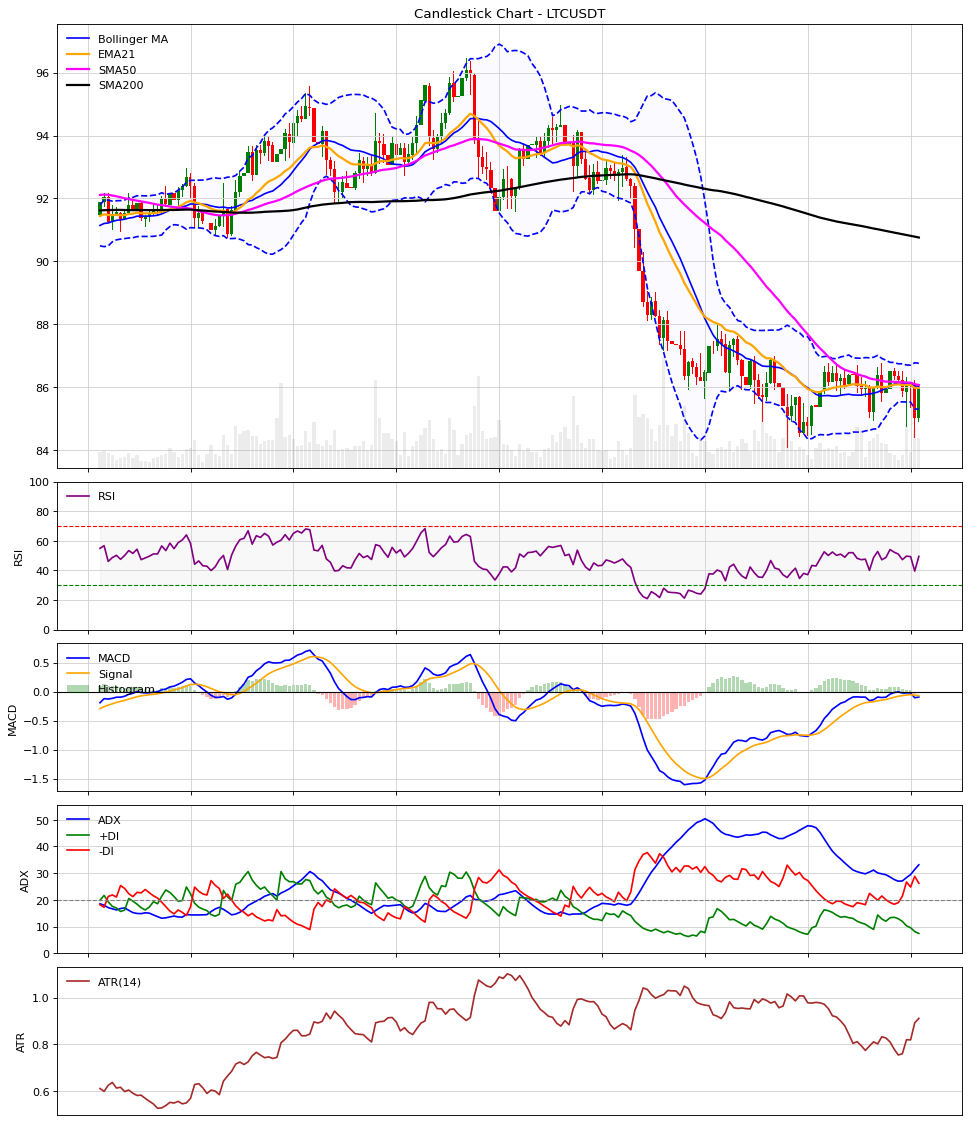 Candlestick Chart - LTCUSDT
Bollinger MA
EMA21
SMA50
SMA200
96
94
92
90
88
86
84
100
80
60
40
20
0
RSI
RSI
0.5
0.0
−0.5
−1.0
−1.5
MACD
MACD
Signal
Histogram
50
40
30
20
10
0
ADX
ADX
+DI
-DI
1.0
0.8
0.6
ATR
ATR(14)